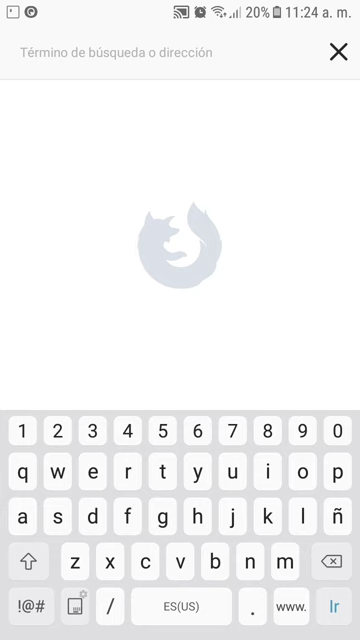 20% 11:24 a. m.
Término de búsqueda o dirección
1 2 3 4 5 6 7 8 9 0
q w e r t y u i o p
a s d f g h j k l ñ
z x c v b n m
!@# / ES(US) . www. Ir